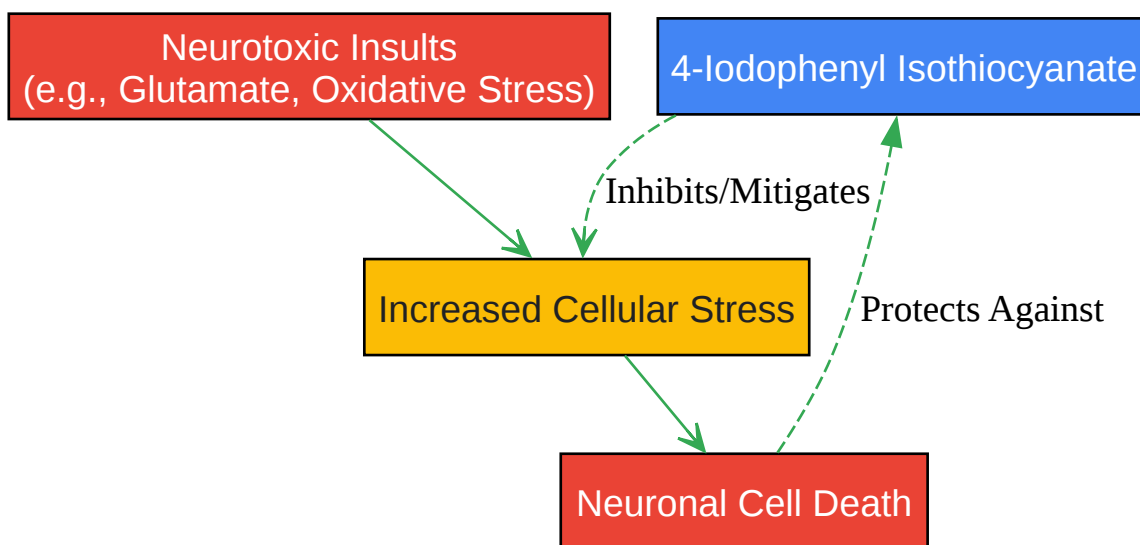 Neurotoxic Insults
(e.g., Glutamate, Oxidative Stress)
4-Iodophenyl Isothiocyanate
Inhibits/Mitigates
Increased Cellular Stress
Protects Against
Neuronal Cell Death